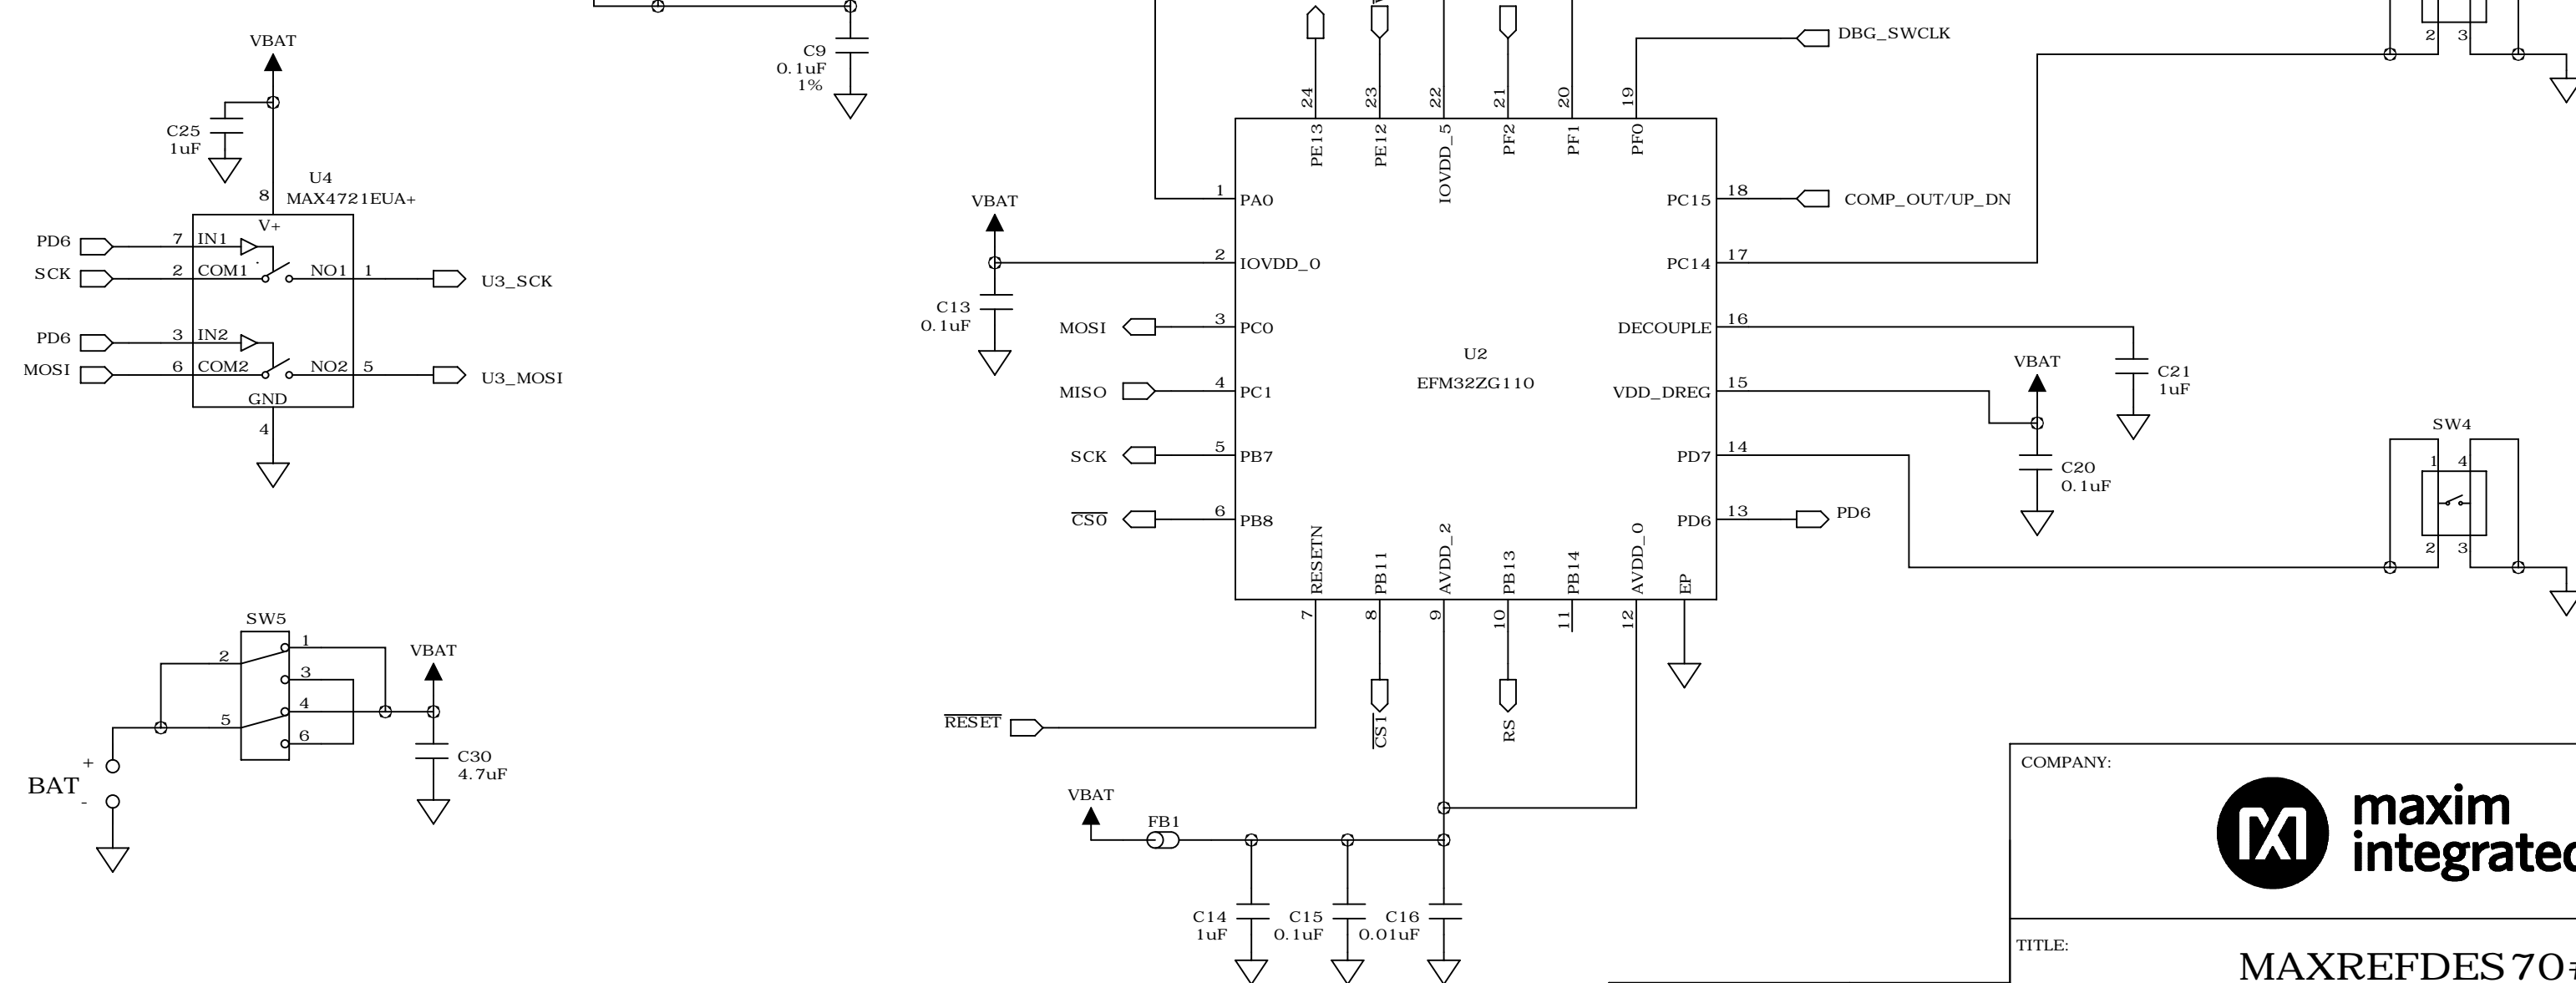 VBAT
C25
1uF
U4
MAX4721EUA+
8
V+
PD6
7
IN1
SCK
2
COM1
NO1
1
U3_SCK
PD6
3
IN2
MOSI
6
COM2
NO2
5
U3_MOSI
GND
4
SW5
1
2
3
4
5
6
VBAT
C30
4.7uF
BAT
+
-
C9
0.1uF
1%
VBAT
C13
0.1uF
24
23
22
21
20
19
PE13
PE12
IOVDD_5
PF2
PF1
PF0
DBG_SWCLK
1
PA0
2
IOVDD_0
MOSI
3
PC0
MISO
4
PC1
SCK
5
PB7
CS0
6
PB8
U2
EFM32ZG110
PC15
18
COMP_OUT/UP_DN
PC14
17
DECOUPLE
16
VDD_DREG
15
PD7
14
PD6
13
PD6
RESETN
PB11
AVDD_2
PB13
PB14
AVDD_0
EP
7
8
9
10
11
12
RESET
CS1
RS
VBAT
FB1
C14
1uF
C15
0.1uF
C16
0.01uF
VBAT
C20
0.1uF
C21
1uF
2
3
SW4
1
4
2
3
COMPANY:
maxim
integrated
TITLE:
MAXREFDES70#